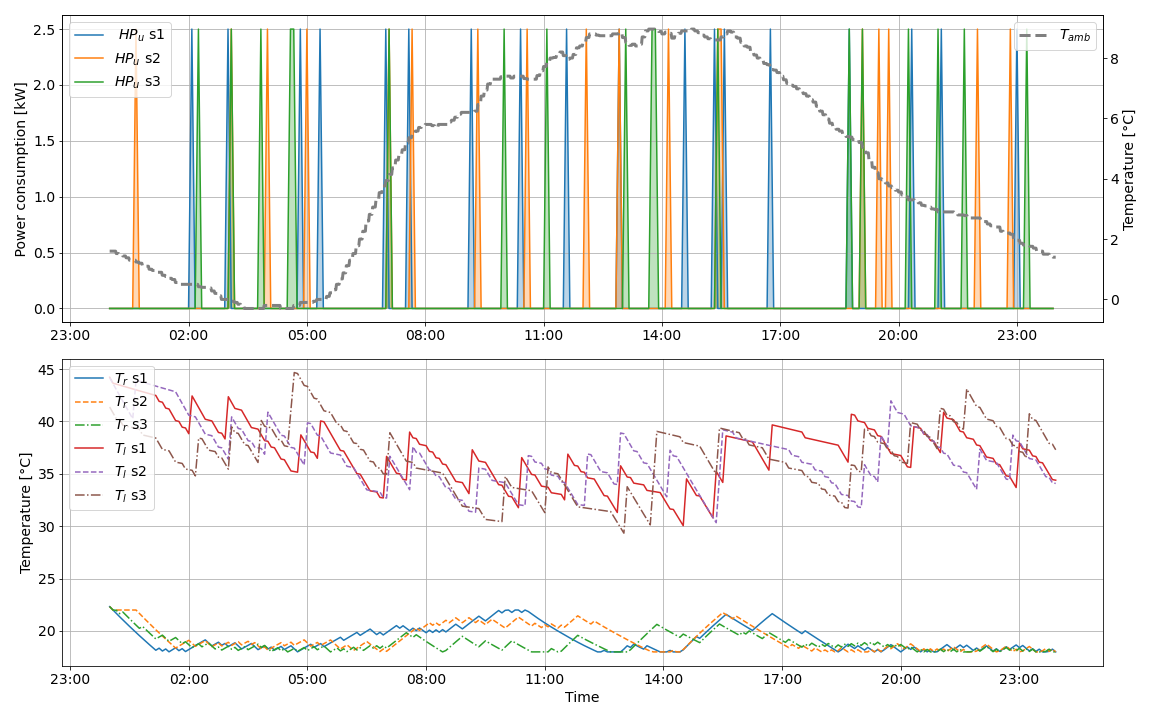 2.5
2.0
1.5
1.0
0.5
0.0
Power consumption [kW]
HP_u s1
HP_u s2
HP_u s3
T_amb
8
6
4
2
0
Temperature [°C]
23:00 02:00 05:00 08:00 11:00 14:00 17:00 20:00 23:00
45
40
35
30
25
20
Temperature [°C]
T_r s1
T_r s2
T_r s3
T_l s1
T_l s2
T_l s3
23:00 02:00 05:00 08:00 11:00 14:00 17:00 20:00 23:00
Time